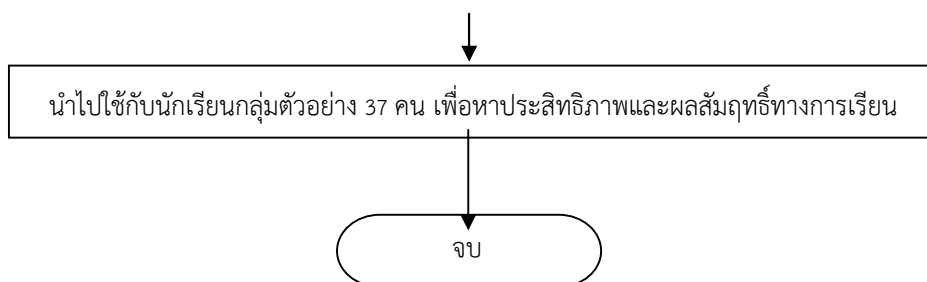 นำไปใช้กับนักเรียนกลุ่มตัวอย่าง 37 คน เพื่อหาประสิทธิภาพและผลสัมฤทธิ์ทางการเรียน
จบ